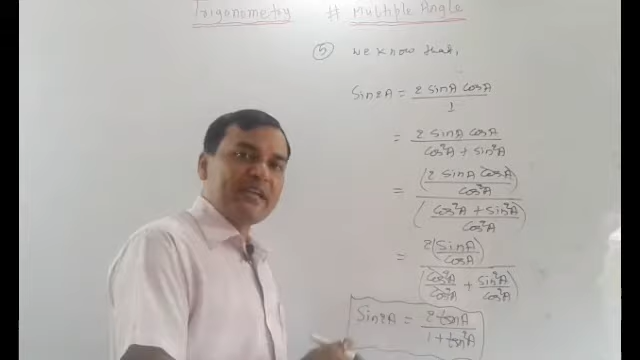 Trigonometry # Multiple Angle
⑤ We know that,
Sin2A = 2 SinA CosA / 1
= 2 SinA CosA / Cos²A + Sin²A
= (2 SinA CosA / Cos²A) / (Cos²A + Sin²A / Cos²A)
= 2(SinA / CosA) / (Cos²A / Cos²A + Sin²A / Cos²A)
Sin2A = 2 tanA / 1 + tan²A